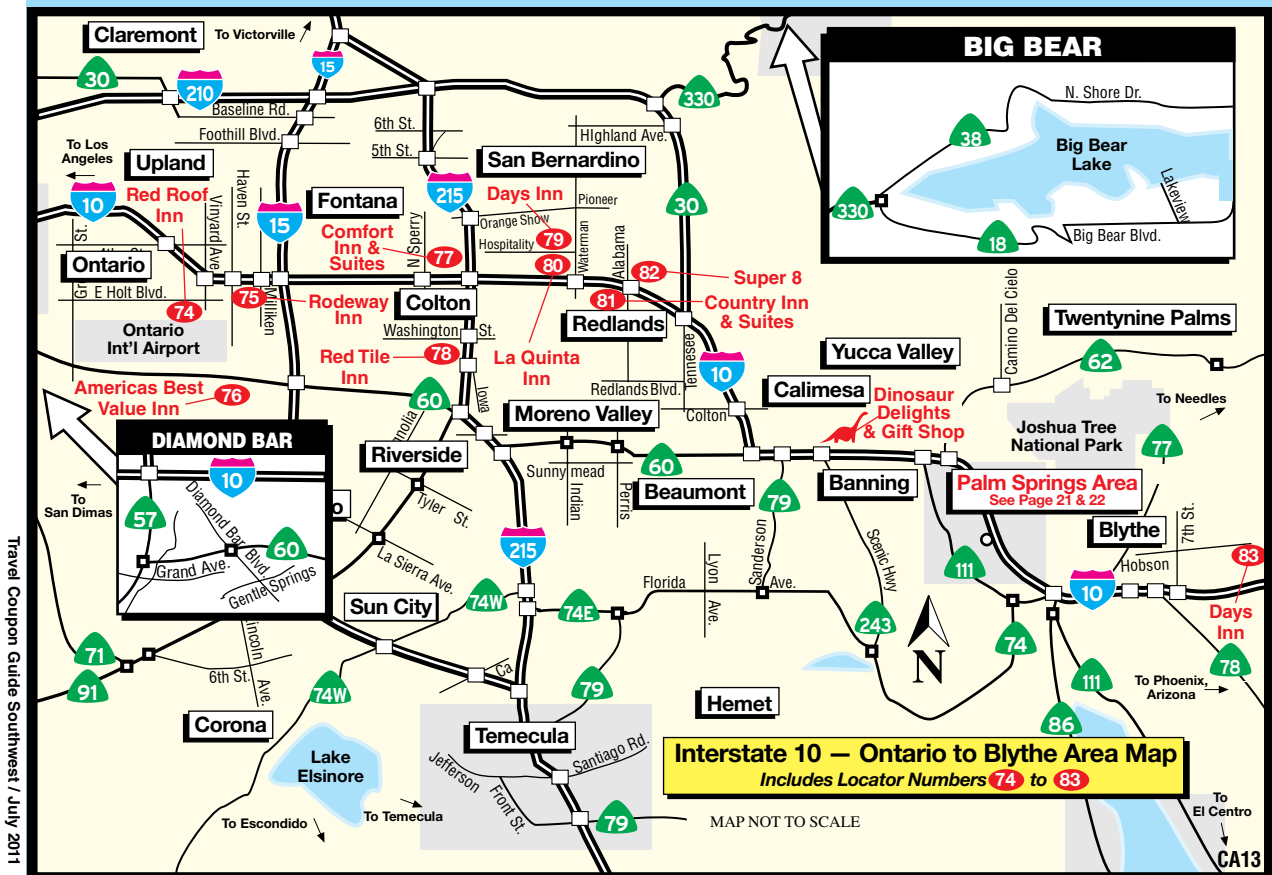 Claremont
To Victorville
30
210
15
Baseline Rd.
Foothill Blvd.
6th St.
5th St.
330
HIghland Ave.
BIG BEAR
N. Shore Dr.
38
Big Bear
Lake
Lakeview
330
18
Big Bear Blvd.
To Los
Angeles
Upland
Red Roof
Inn
10
Vinyard Ave.
Haven St.
15
Fontana
Comfort
Inn &
Suites
77
N Sperry
215
San Bernardino
Days Inn
79
Pioneer
Orange Show
Hospitality
80
Waterman
Alabama
30
82
Super 8
81
Country Inn
& Suites
Ontario
St.
E Holt Blvd.
74
75
Rodeway
Inn
Milliken
Ontario
Int'l Airport
Colton
Washington St.
Red Tile
Inn
78
La Quinta
Inn
Redlands
Tennesee
Redlands Blvd.
10
Colton
Calimesa
Yucca Valley
Camino Del Cielo
Twentynine Palms
62
To Needles
77
Joshua Tree
National Park
Dinosaur
Delights
& Gift Shop
Americas Best
Value Inn
76
60
Iowa
Moreno Valley
Riverside
Sunny mead
Indian
Perris
60
Beaumont
79
Banning
Palm Springs Area
See Page 21 & 22
Blythe
7th St.
Hobson
83
Days
Inn
DIAMOND BAR
10
57
Diamond Bar Blvd.
60
Grand Ave.
Gentle Springs
To
San Dimas
Tyler St.
La Sierra Ave.
215
Sun City
74W
74E
Florida Ave.
Lyon Ave.
Sanderson
Scenic Hwy
243
N
111
10
74
111
86
78
To Phoenix,
Arizona
71
91
6th St.
Lincoln Ave.
74W
Corona
Ca
79
Hemet
Temecula
Santiago Rd.
Jefferson
Front St.
79
Lake
Elsinore
To Escondido
To Temecula
Interstate 10 — Ontario to Blythe Area Map
Includes Locator Numbers 74 to 83
MAP NOT TO SCALE
To
El Centro
CA13
Travel Coupon Guide Southwest / July 2011